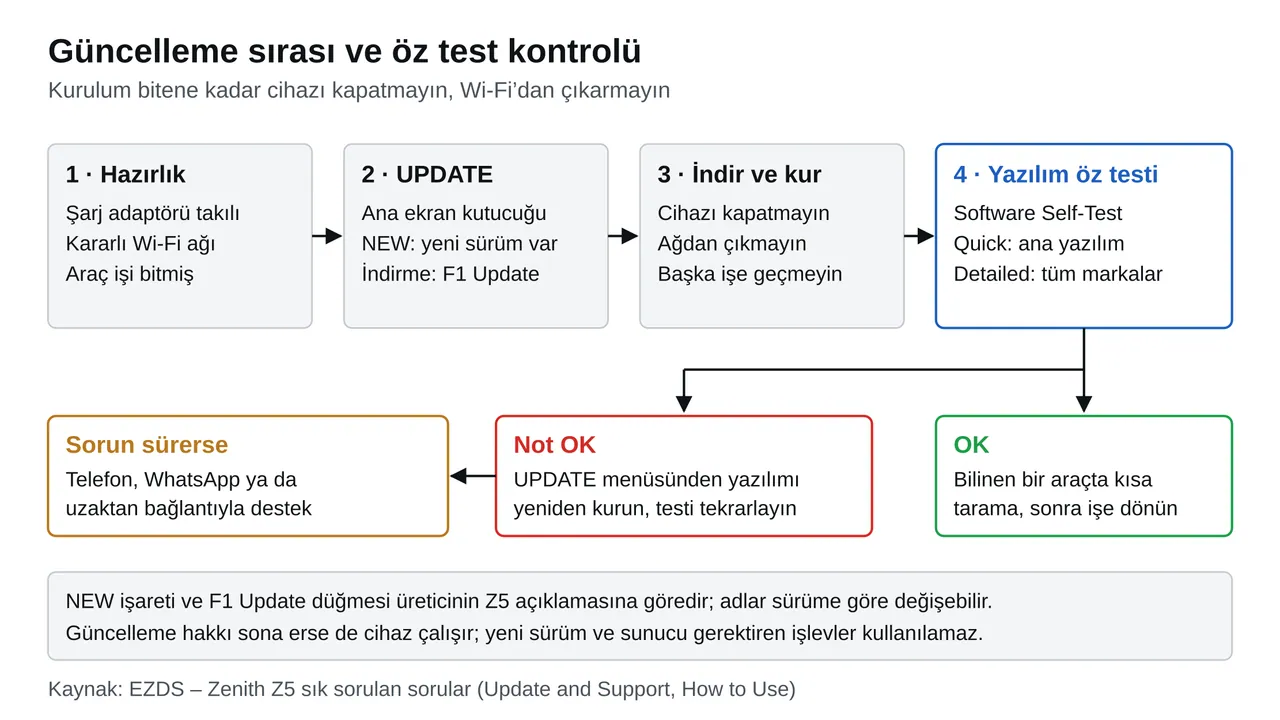 Güncelleme sırası ve öz test kontrolü
Kurulum bitene kadar cihazı kapatmayın, Wi-Fi’dan çıkarmayın
1 · Hazırlık
Şarj adaptörü takılı
Kararlı Wi-Fi ağı
Araç işi bitmiş
2 · UPDATE
Ana ekran kutucuğu
NEW: yeni sürüm var
İndirme: F1 Update
3 · İndir ve kur
Cihazı kapatmayın
Ağdan çıkmayın
Başka işe geçmeyin
4 · Yazılım öz testi
Software Self-Test
Quick: ana yazılım
Detailed: tüm markalar
Sorun sürerse
Telefon, WhatsApp ya da
uzaktan bağlantıyla destek
Not OK
UPDATE menüsünden yazılımı
yeniden kurun, testi tekrarlayın
OK
Bilinen bir araçta kısa
tarama, sonra işe dönün
NEW işareti ve F1 Update düğmesi üreticinin Z5 açıklamasına göredir; adlar sürüme göre değişebilir.
Güncelleme hakkı sona erse de cihaz çalışır; yeni sürüm ve sunucu gerektiren işlevler kullanılamaz.
Kaynak: EZDS – Zenith Z5 sık sorulan sorular (Update and Support, How to Use)